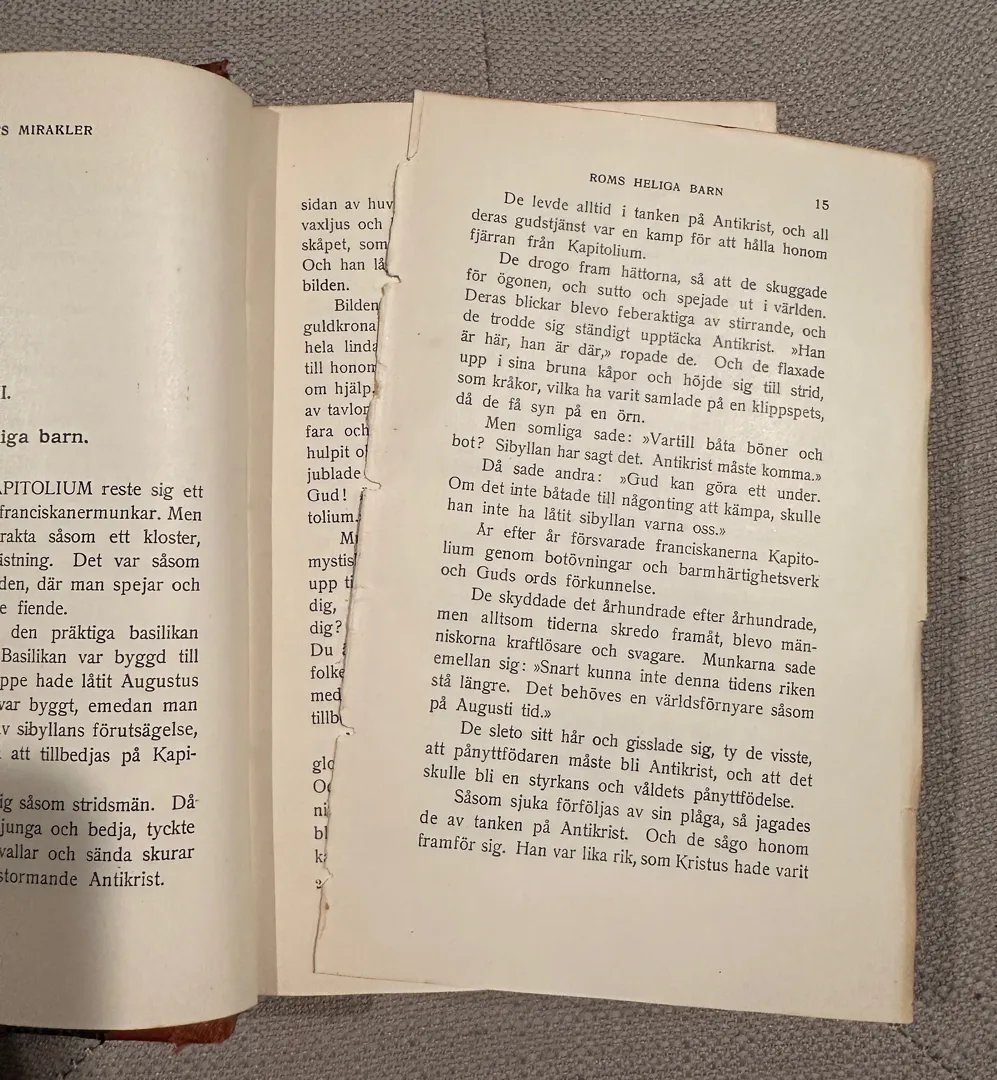 S MIRAKLER
I.
iga barn.
APITOLIUM reste sig ett
franciskanermunkar. Men
rakta såsom ett kloster,
ästning. Det var såsom
den, där man spejar och
e fiende.
den präktiga basilikan
Basilikan var byggd till
ppe hade låtit Augustus
var byggt, emedan man
v sibyllans förutsägelse,
att tillbedjas på Kapi-
ig såsom stridsmän. Då
junga och bedja, tyckte
vallar och sända skurar
stormande Antikrist.
sidan av huv
vaxljus och
skåpet, som
Och han lå
bilden.
Bilden
guldkrona
hela linda
till honom
om hjälp.
av tavlor
fara och
hulpit o
jublade
Gud!
tolium.
M
mystis
upp ti
dig,
dig?
Du
folke
med
tillb
glo
O
ni
bl
k
2
ROMS HELIGA BARN
15
De levde alltid i tanken på Antikrist, och all
deras gudstjänst var en kamp för att hålla honom
fjärran från Kapitolium.
De drogo fram hättorna, så att de skuggade
för ögonen, och sutto och spejade ut i världen.
Deras blickar blevo feberaktiga av stirrande, och
de trodde sig ständigt upptäcka Antikrist. »Han
är här, han är där,» ropade de. Och de flaxade
upp i sina bruna kåpor och höjde sig till strid,
som kråkor, vilka ha varit samlade på en klippspets,
då de få syn på en örn.
Men somliga sade: »Vartill båta böner och
bot? Sibyllan har sagt det. Antikrist måste komma.»
Då sade andra: »Gud kan göra ett under.
Om det inte båtade till någonting att kämpa, skulle
han inte ha låtit sibyllan varna oss.»
År efter år försvarade franciskanerna Kapito-
lium genom botövningar och barmhärtighetsverk
och Guds ords förkunnelse.
De skyddade det århundrade efter århundrade,
men alltsom tiderna skredo framåt, blevo män-
niskorna kraftlösare och svagare. Munkarna sade
emellan sig: »Snart kunna inte denna tidens riken
stå längre. Det behöves en världsförnyare såsom
på Augusti tid.»
De sleto sitt hår och gisslade sig, ty de visste,
att pånyttfödaren måste bli Antikrist, och att det
skulle bli en styrkans och våldets pånyttfödelse.
Såsom sjuka förföljas av sin plåga, så jagades
de av tanken på Antikrist. Och de sågo honom
framför sig. Han var lika rik, som Kristus hade varit